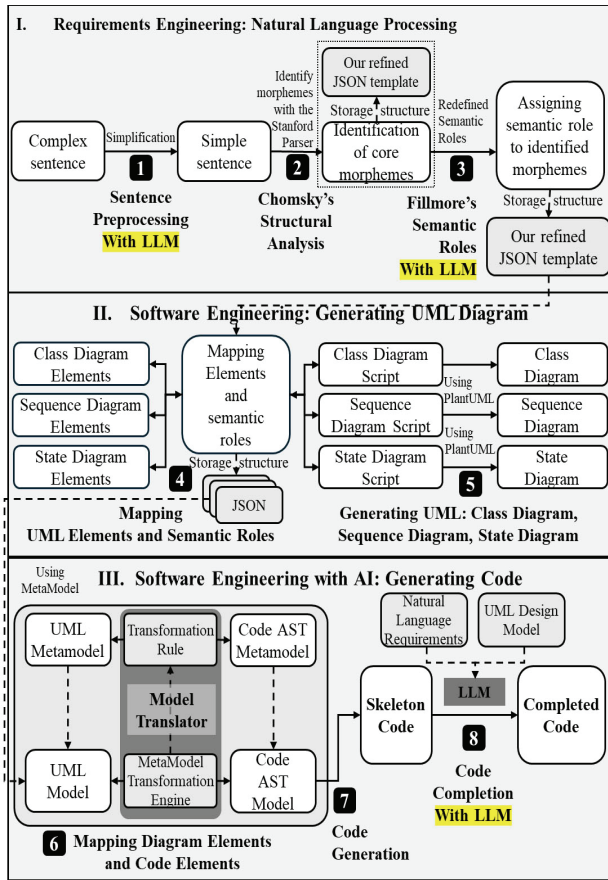 I. Requirements Engineering: Natural Language Processing
Complex
sentence
Simplification
1
Sentence
Preprocessing
With LLM
Simple
sentence
Identify
morphemes
with the
Stanford
Parser
2
Chomsky's
Structural
Analysis
Our refined
JSON template
Storage structure
Identification
of core
morphemes
Redefined
Semantic
Roles
3
Fillmore's
Semantic
Roles
With LLM
Assigning
semantic role
to identified
morphemes
Storage structure
Our refined
JSON template
II. Software Engineering: Generating UML Diagram
Class Diagram
Elements
Sequence Diagram
Elements
State Diagram
Elements
Mapping
Elements
and
semantic
roles
Storage structure
4
JSON
Mapping
UML Elements and Semantic Roles
Class Diagram
Script
Sequence
Diagram Script
State Diagram
Script
Using
PlantUML
Using
PlantUML
Class
Diagram
Sequence
Diagram
State
Diagram
5
Generating UML: Class Diagram,
Sequence Diagram, State Diagram
III. Software Engineering with AI: Generating Code
Using
MetaModel
UML
Metamodel
Transformation
Rule
Code AST
Metamodel
Model
Translator
UML
Model
MetaModel
Transformation
Engine
Code
AST
Model
6
Mapping Diagram Elements
and Code Elements
7
Code
Generation
Natural
Language
Requirements
UML Design
Model
LLM
Skeleton
Code
Completed
Code
8
Code
Completion
With LLM